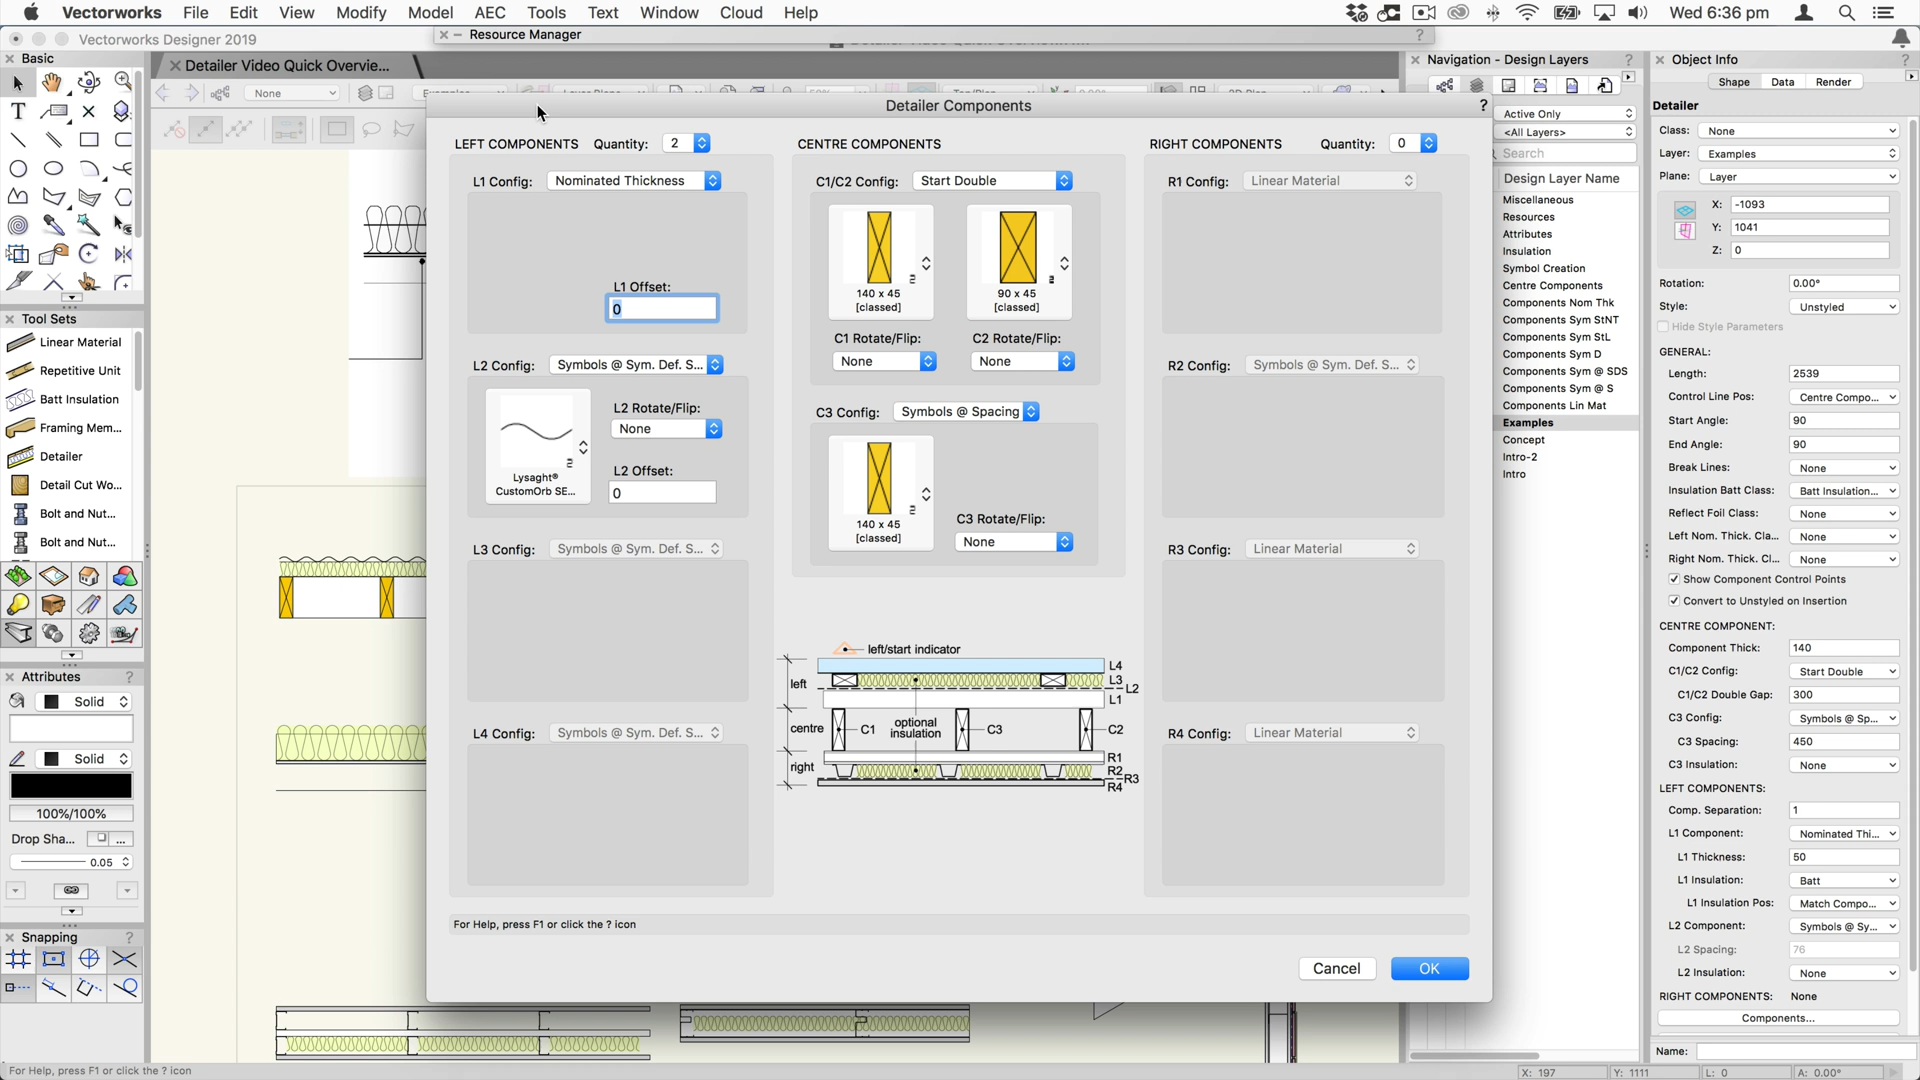 Vectorworks File Edit View Modify Model AEC Tools Text Window Cloud Help
Wed 6:36 pm
Vectorworks Designer 2019
Resource Manager ?
Basic
Detailer Video Quick Overvie...
None
Detailer Components ?
LEFT COMPONENTS Quantity: 2
CENTRE COMPONENTS
RIGHT COMPONENTS Quantity: 0
L1 Config: Nominated Thickness
L1 Offset:
0
L2 Config: Symbols @ Sym. Def. S...
L2 Rotate/Flip:
None
L2 Offset:
0
Lysaght®
CustomOrb SE...
L3 Config: Symbols @ Sym. Def. S...
L4 Config: Symbols @ Sym. Def. S...
C1/C2 Config: Start Double
140 x 45
[classed]
90 x 45
[classed]
C1 Rotate/Flip: C2 Rotate/Flip:
None None
C3 Config: Symbols @ Spacing
140 x 45
[classed]
C3 Rotate/Flip:
None
left/start indicator
L4
L3
L2
L1
left
centre
right
C1
optional
insulation
C3
C2
R1
R2
R3
R4
R1 Config: Linear Material
R2 Config: Symbols @ Sym. Def. S...
R3 Config: Linear Material
R4 Config: Linear Material
For Help, press F1 or click the ? icon
Cancel OK
Tool Sets
Linear Material
Repetitive Unit
Batt Insulation
Framing Mem...
Detailer
Detail Cut Wo...
Bolt and Nut...
Bolt and Nut...
Attributes ?
Solid
Solid
100%/100%
Drop Sha... ...
0.05
Snapping ?
For Help, press F1 or click the ? icon
Navigation - Design Layers ?
Active Only
<All Layers>
Search
Design Layer Name
Miscellaneous
Resources
Attributes
Insulation
Symbol Creation
Centre Components
Components Nom Thk
Components Sym StNT
Components Sym StL
Components Sym D
Components Sym @ SDS
Components Sym @ S
Components Lin Mat
Examples
Concept
Intro-2
Intro
Object Info ?
Shape Data Render
Detailer
Class: None
Layer: Examples
Plane: Layer
X: -1093
Y: 1041
Z: 0
Rotation: 0.00°
Style: Unstyled
Hide Style Parameters
GENERAL:
Length: 2539
Control Line Pos: Centre Compo...
Start Angle: 90
End Angle: 90
Break Lines: None
Insulation Batt Class: Batt Insulation...
Reflect Foil Class: None
Left Nom. Thick. Cla... None
Right Nom. Thick. Cl... None
Show Component Control Points
Convert to Unstyled on Insertion
CENTRE COMPONENT:
Component Thick: 140
C1/C2 Config: Start Double
C1/C2 Double Gap: 300
C3 Config: Symbols @ Sp...
C3 Spacing: 450
C3 Insulation: None
LEFT COMPONENTS:
Comp. Separation: 1
L1 Component: Nominated Thi...
L1 Thickness: 50
L1 Insulation: Batt
L1 Insulation Pos: Match Compo...
L2 Component: Symbols @ Sy...
L2 Spacing: 76
L2 Insulation: None
RIGHT COMPONENTS: None
Components...
Name:
X: 197 Y: 1111 L: 0 A: 0.00°